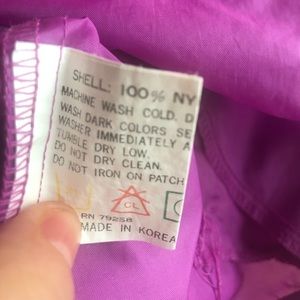 SHELL: 100% NY
MACHINE WASH COLD. D
WASH DARK COLORS SE
WASHER IMMEDIATELY A
TUMBLE DRY LOW.
DO NOT DRY CLEAN.
DO NOT IRON ON PATCH
CL
RN 79258
MADE IN KOREA